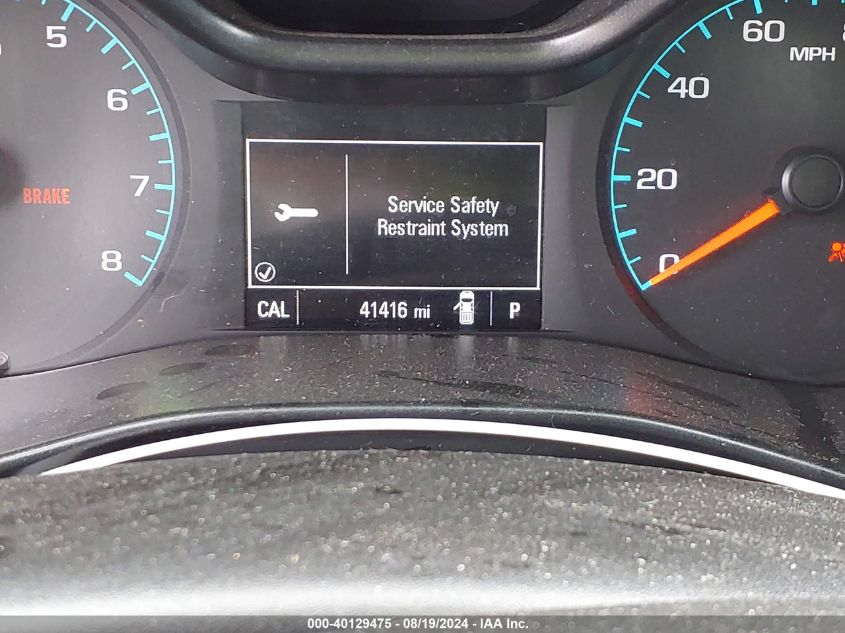 5
6
7
8
BRAKE
Service Safety
Restraint System
CAL 41416 mi P
60
MPH
40
20
0
000-40129475 - 08/19/2024 - IAA Inc.